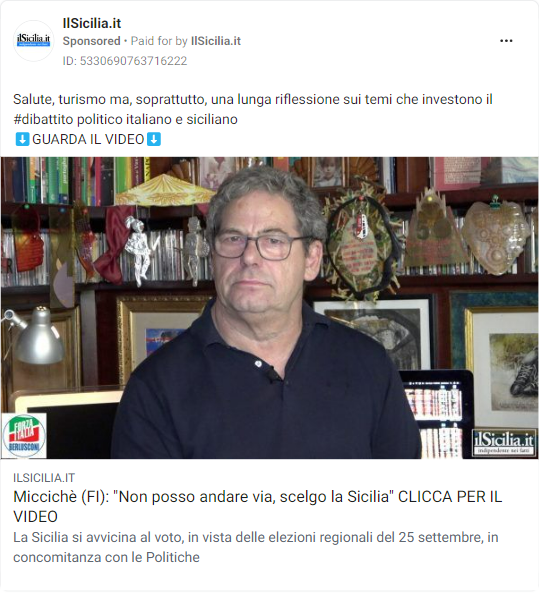 IlSicilia.it
Sponsored • Paid for by IlSicilia.it
ID: 5330690763716222
Salute, turismo ma, soprattutto, una lunga riflessione sui temi che investono il
#dibattito politico italiano e siciliano
⬇️GUARDA IL VIDEO⬇️
FORZA
ITALIA
BERLUSCONI
ilSicilia.it
indipendente nei fatti
ILSICILIA.IT
Miccichè (FI): "Non posso andare via, scelgo la Sicilia" CLICCA PER IL
VIDEO
La Sicilia si avvicina al voto, in vista delle elezioni regionali del 25 settembre, in
concomitanza con le Politiche